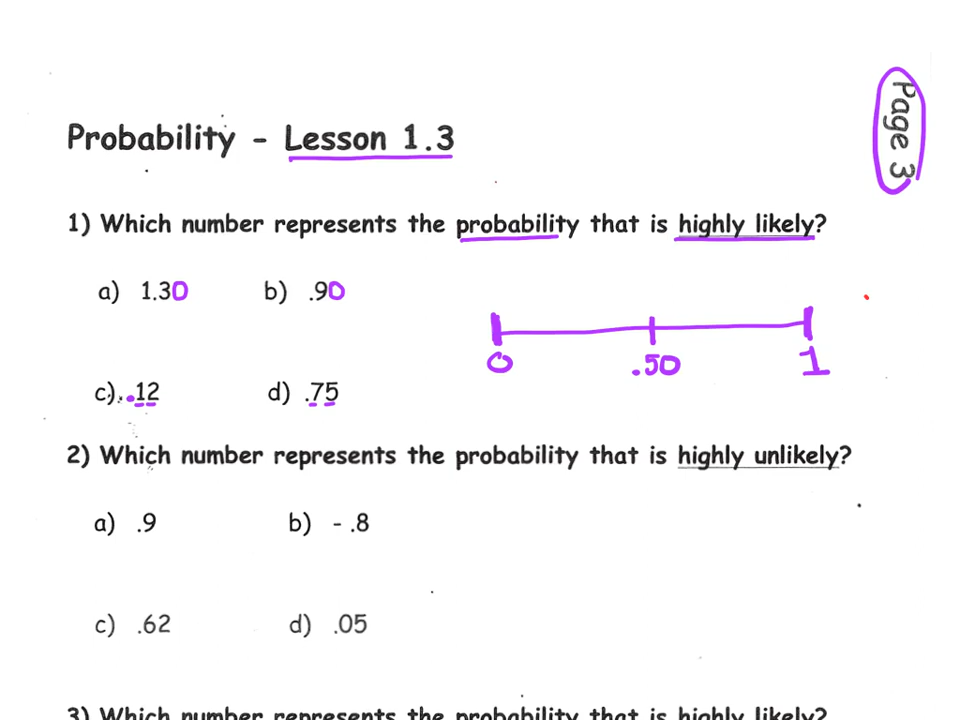 Page 3
Probability - Lesson 1.3
1) Which number represents the probability that is highly likely?
a) 1.30 b) .90
0 .50 1
c) .12 d) .75
2) Which number represents the probability that is highly unlikely?
a) .9 b) - .8
c) .62 d) .05
3) Which number represents the probability that is highly likely?